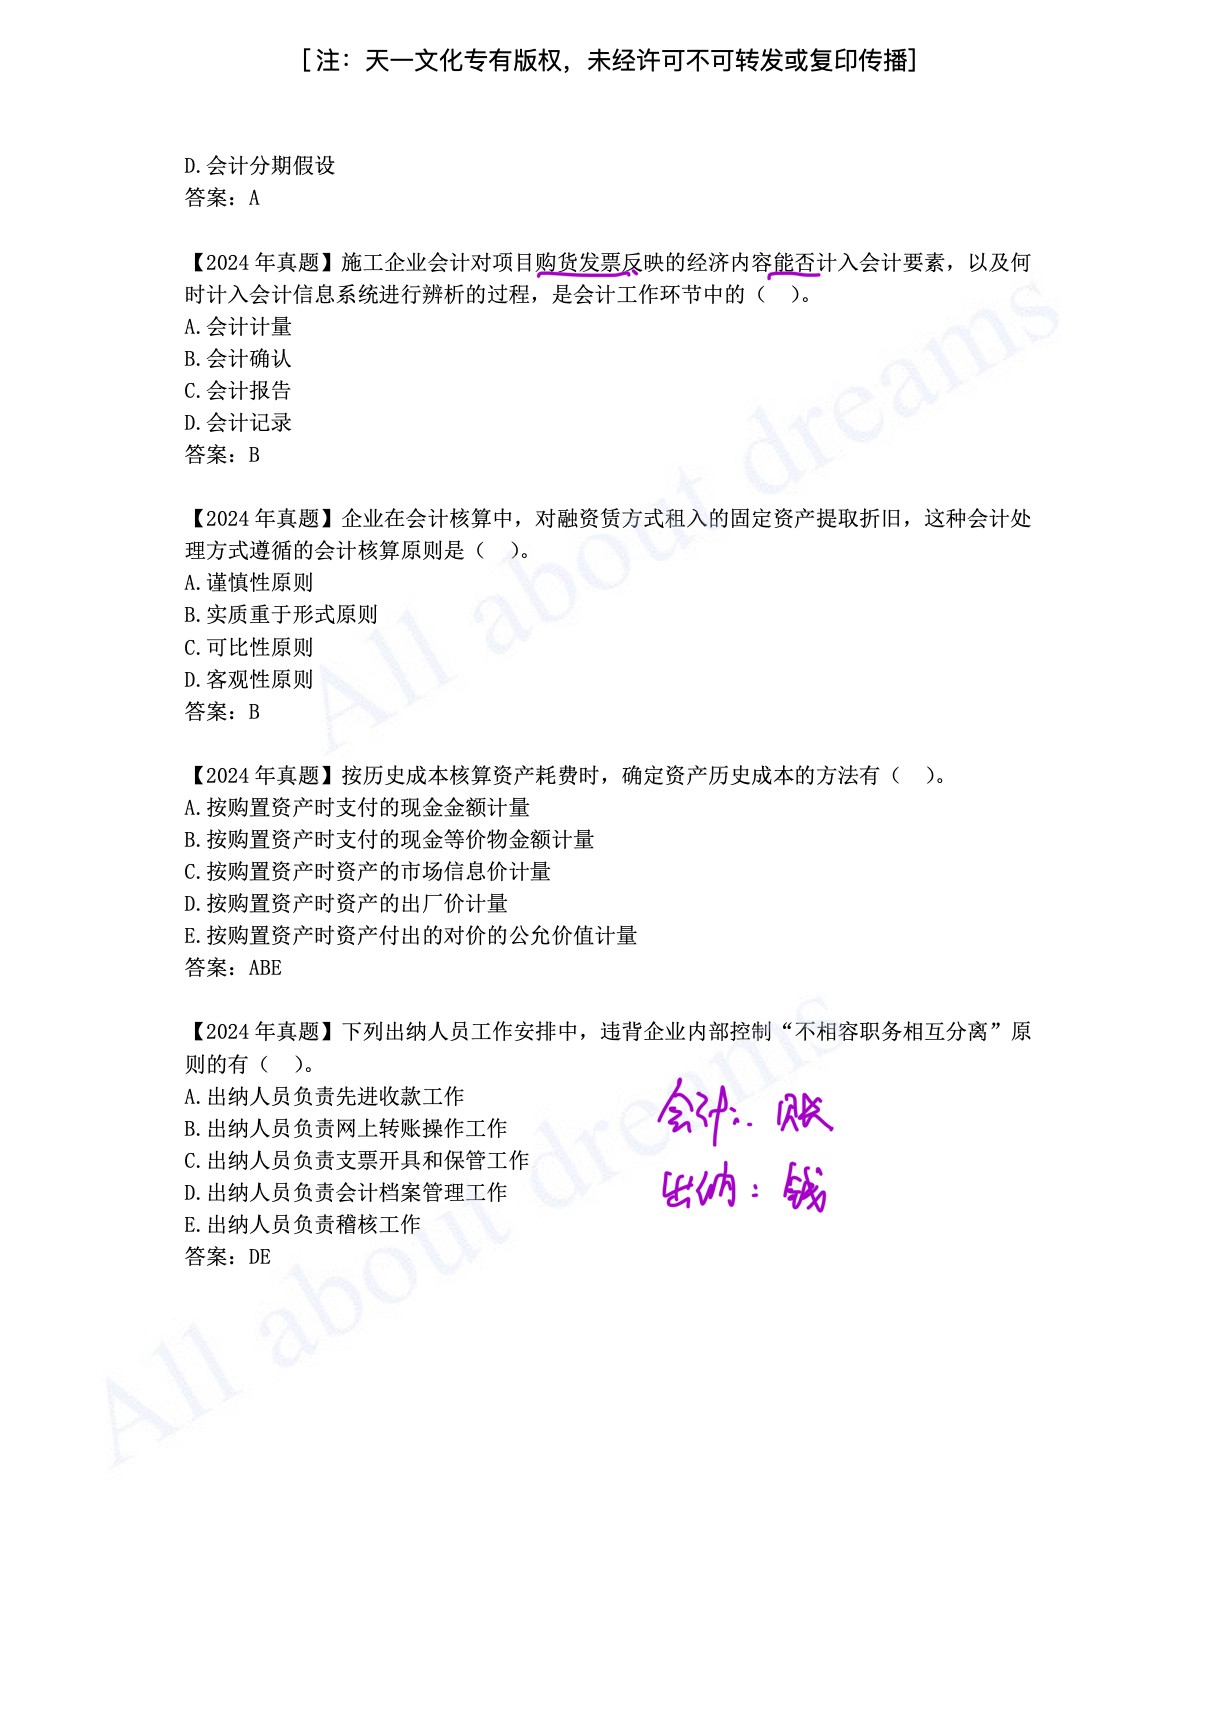 [注：天一文化专有版权，未经许可不可转发或复印传播]
D.会计分期假设
答案：A
【2024 年真题】施工企业会计对项目购货发票反映的经济内容能否计入会计要素，以及何
时计入会计信息系统进行辨析的过程，是会计工作环节中的（  ）。
A.会计计量
B.会计确认
C.会计报告
D.会计记录
答案：B
【2024 年真题】企业在会计核算中，对融资赁方式租入的固定资产提取折旧，这种会计处
理方式遵循的会计核算原则是（  ）。
A.谨慎性原则
B.实质重于形式原则
C.可比性原则
D.客观性原则
答案：B
【2024 年真题】按历史成本核算资产耗费时，确定资产历史成本的方法有（  ）。
A.按购置资产时支付的现金金额计量
B.按购置资产时支付的现金等价物金额计量
C.按购置资产时资产的市场信息价计量
D.按购置资产时资产的出厂价计量
E.按购置资产时资产付出的对价的公允价值计量
答案：ABE
【2024 年真题】下列出纳人员工作安排中，违背企业内部控制“不相容职务相互分离”原
则的有（  ）。
A.出纳人员负责先进收款工作
B.出纳人员负责网上转账操作工作
C.出纳人员负责支票开具和保管工作
D.出纳人员负责会计档案管理工作
E.出纳人员负责稽核工作
答案：DE
会计：账
出纳：钱
All about dreams
All about dreams